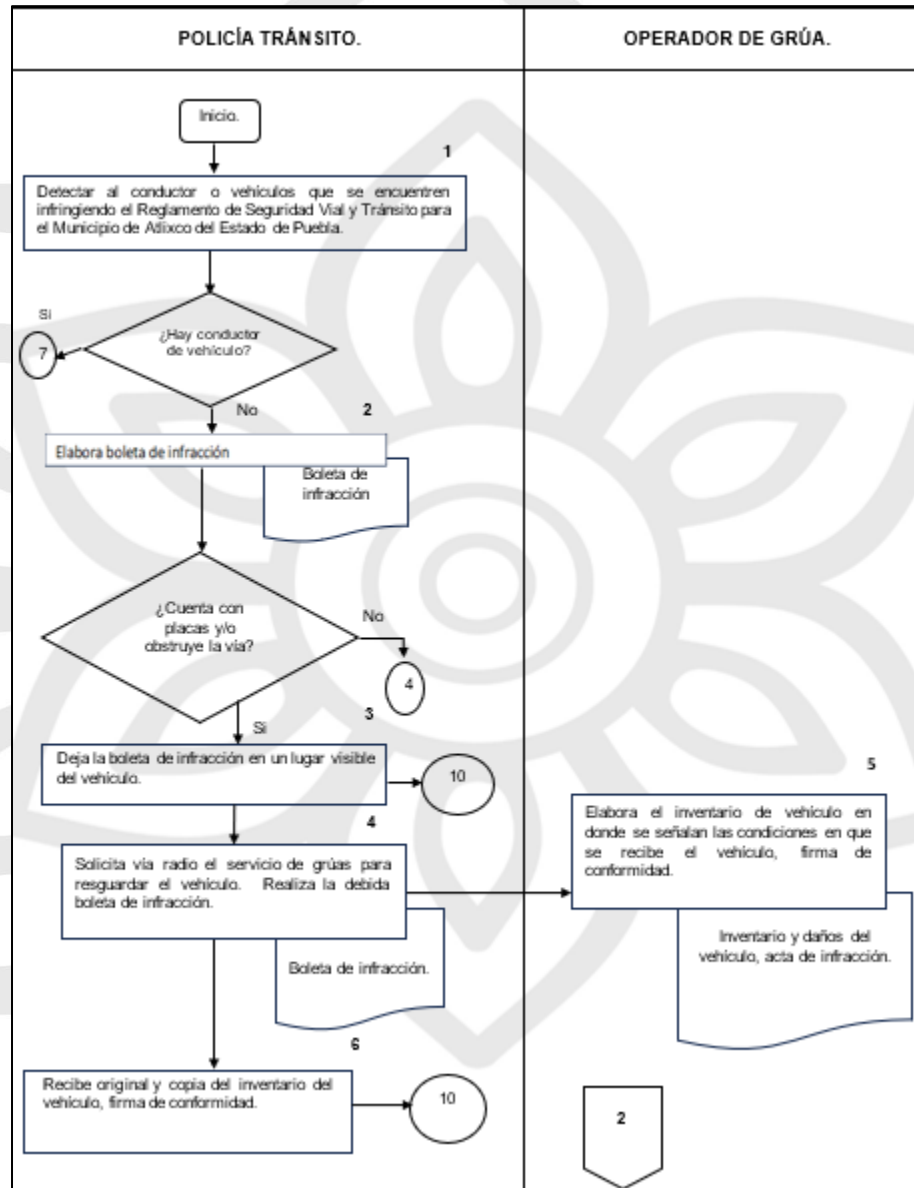 POLICÍA TRÁNSITO.
OPERADOR DE GRÚA.
Inicio.
1
Detectar al conductor o vehículos que se encuentren
infringiendo el Reglamento de Seguridad Vial y Tránsito para
el Municipio de Atlixco del Estado de Puebla.
Si
¿Hay conductor
de vehículo?
7
No
2
Elabora boleta de infracción
Boleta de
infracción
¿Cuenta con
placas y/o
obstruye la vía?
No
4
3
Si
Deja la boleta de infracción en un lugar visible
del vehículo.
10
4
Solicita vía radio el servicio de grúas para
resguardar el vehículo. Realiza la debida
boleta de infracción.
Boleta de infracción.
5
Elabora el inventario de vehículo en
donde se señalan las condiciones en que
se recibe el vehículo, firma de
conformidad.
Inventario y daños del
vehículo, acta de infracción.
6
Recibe original y copia del inventario del
vehículo, firma de conformidad.
10
2